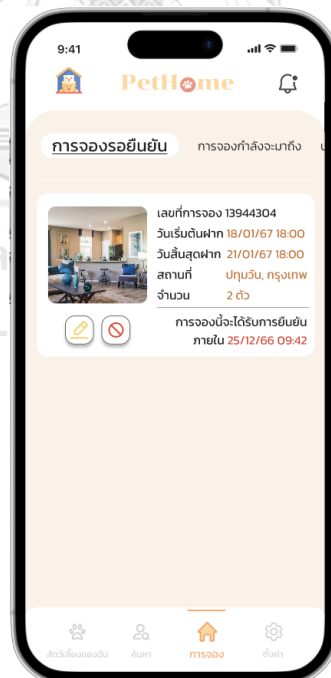 9:41
PetHome
การจองรอยืนยัน
การจองกำลังจะมาถึง
เลขที่การจอง 13944304
วันเริ่มต้นฝาก 18/01/67 18:00
วันสิ้นสุดฝาก 21/01/67 18:00
สถานที่ ปทุมวัน, กรุงเทพ
จำนวน 2 ตัว
การจองนี้จะได้รับการยืนยัน
ภายใน 25/12/66 09:42
สัตว์เลี้ยงของฉัน ค้นหา การจอง ตั้งค่า